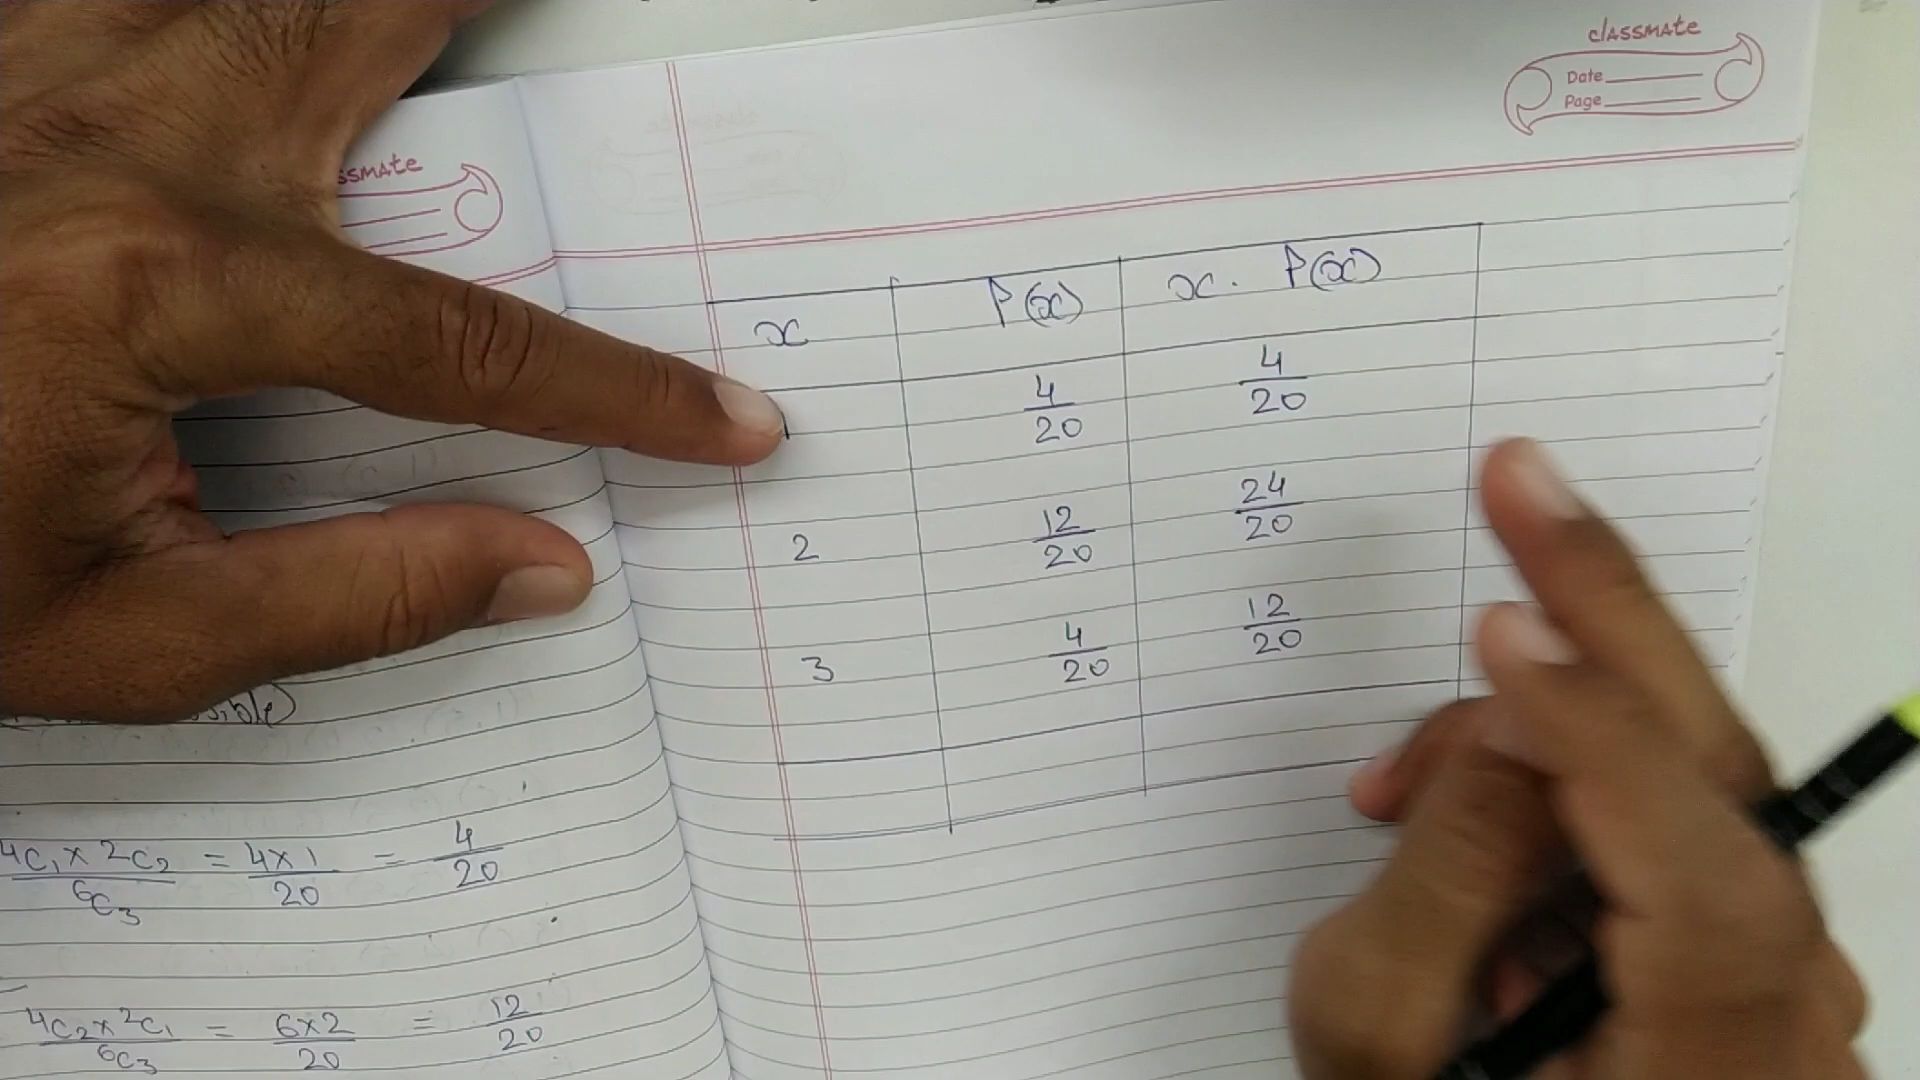 classmate
Date
Page
ssmate
x P(x) x. P(x)
1 4/20 4/20
2 12/20 24/20
3 4/20 12/20
4C1 x 2C2 / 6C3 = 4x1 / 20 = 4/20
4C2 x 2C1 / 6C3 = 6x2 / 20 = 12/20